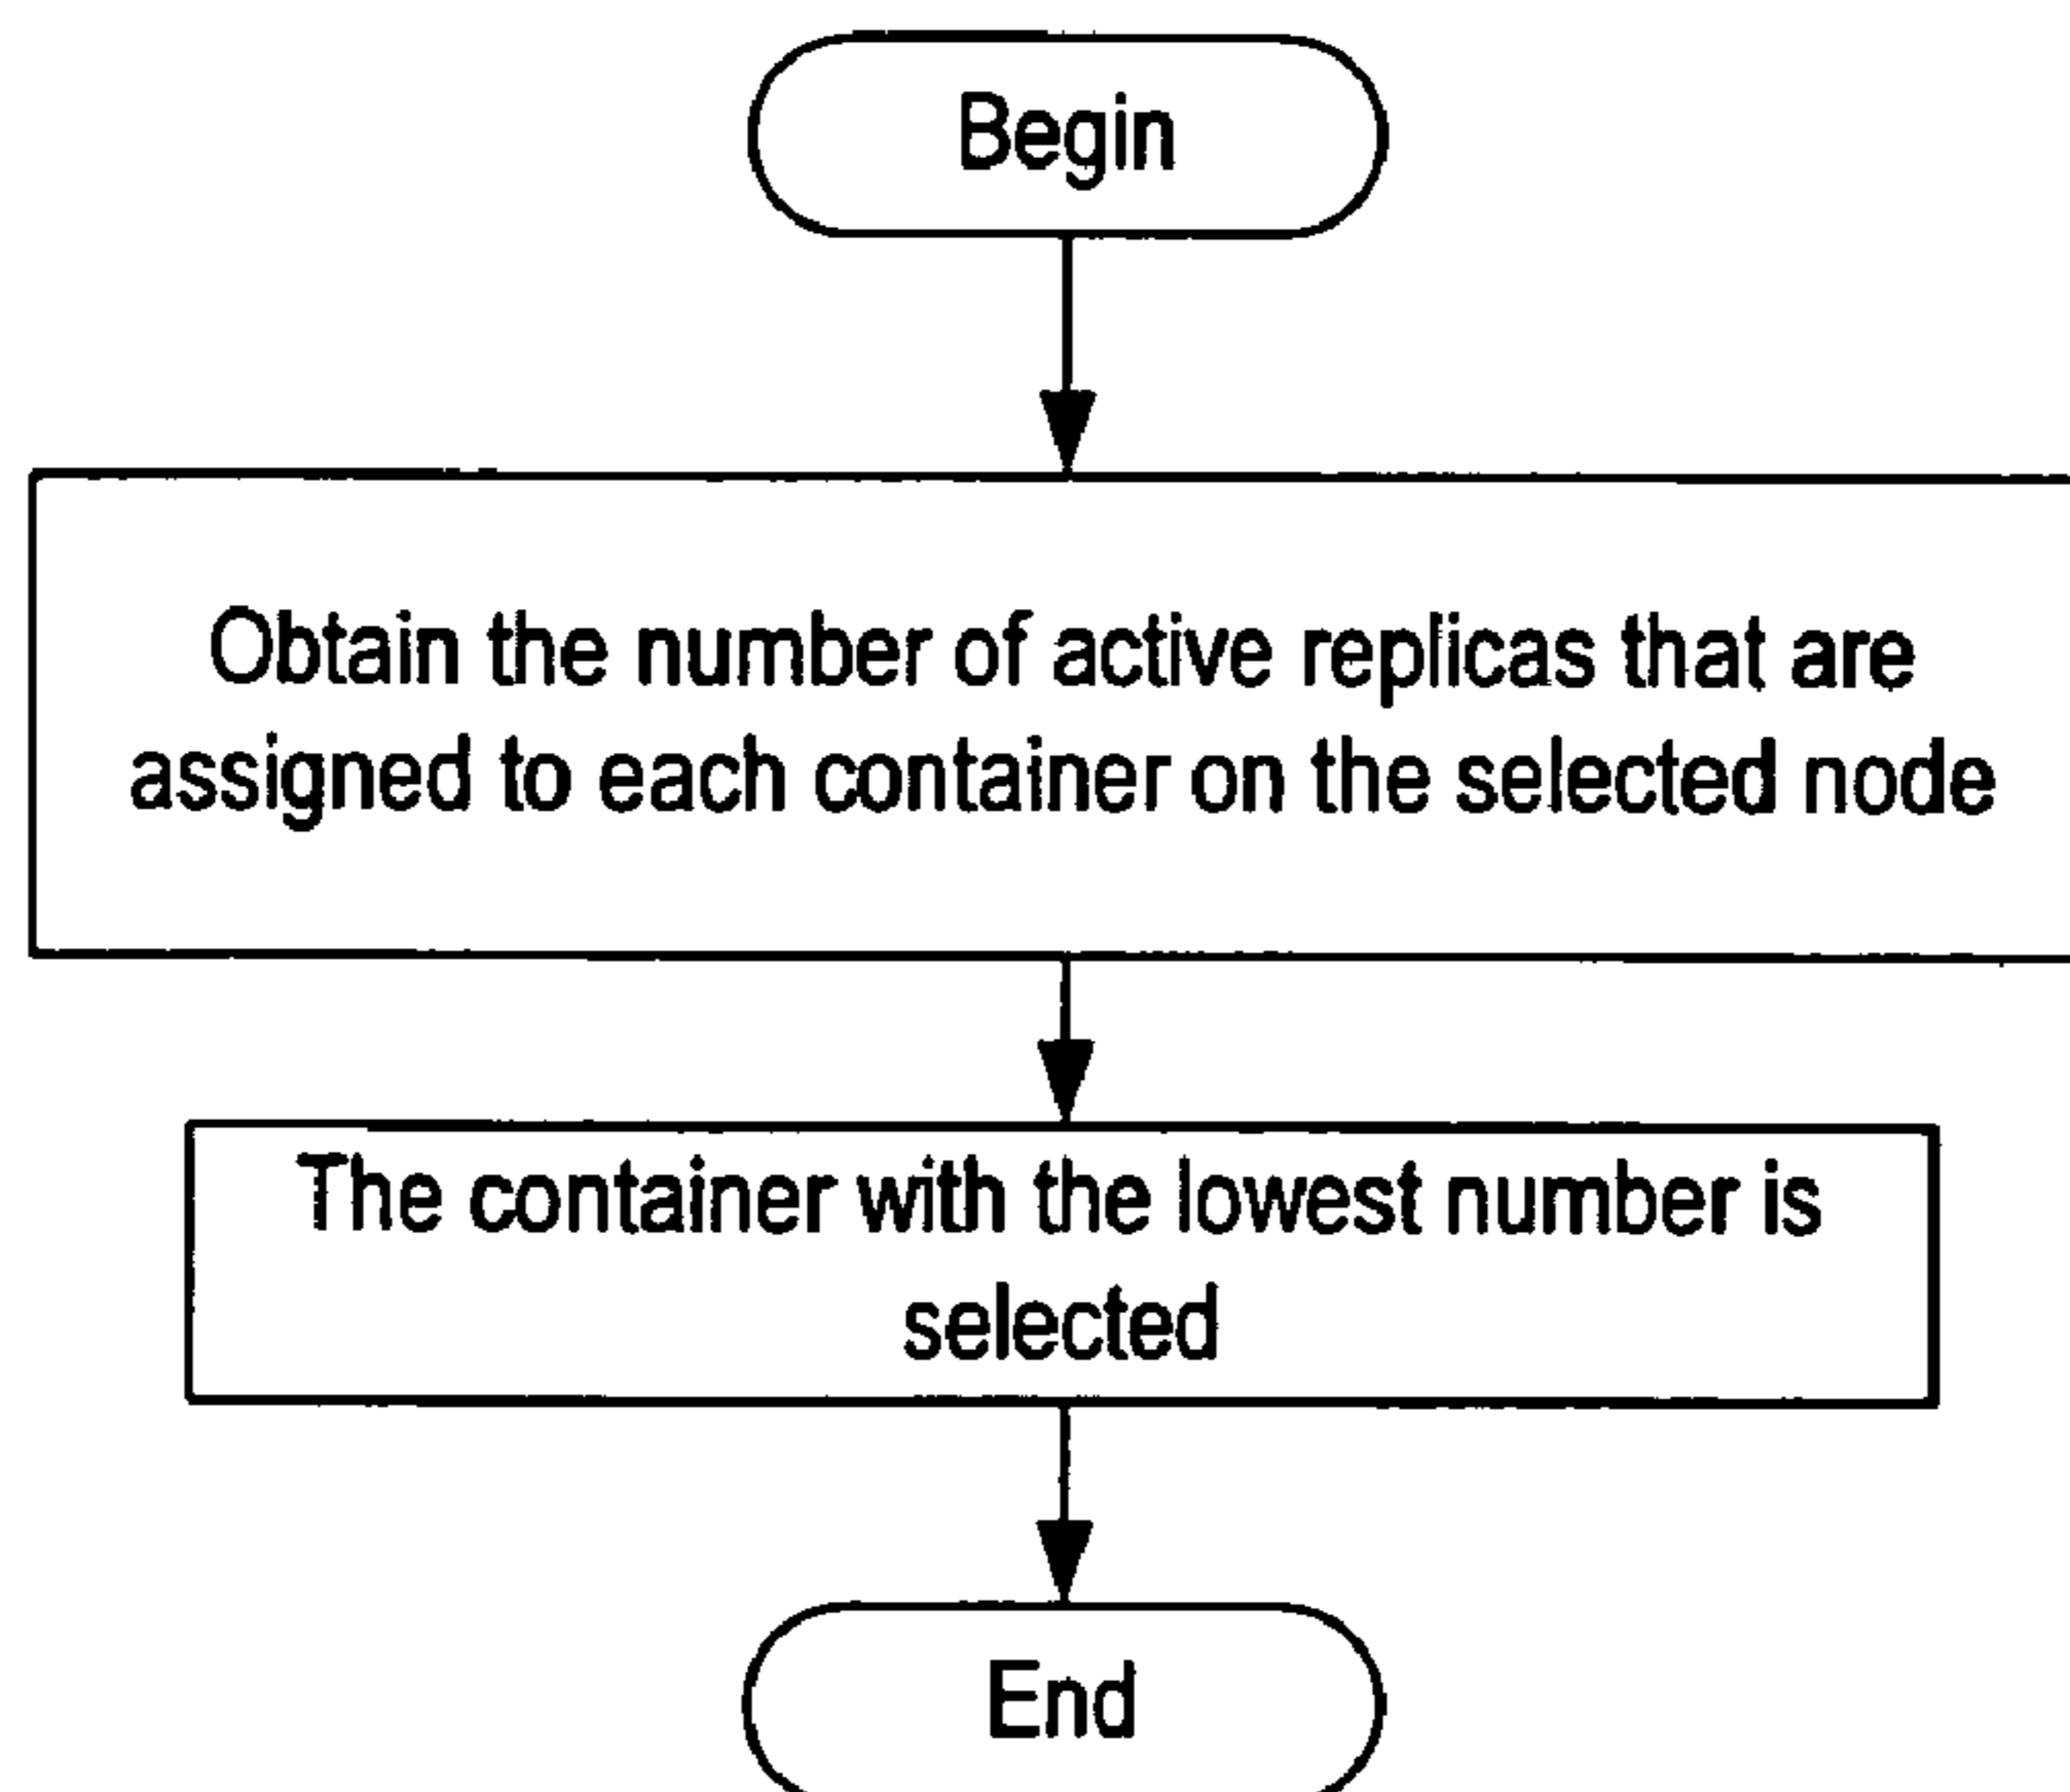 Begin
Obtain the number of active replicas that are
assigned to each container on the selected node
The container with the lowest number is
selected
End